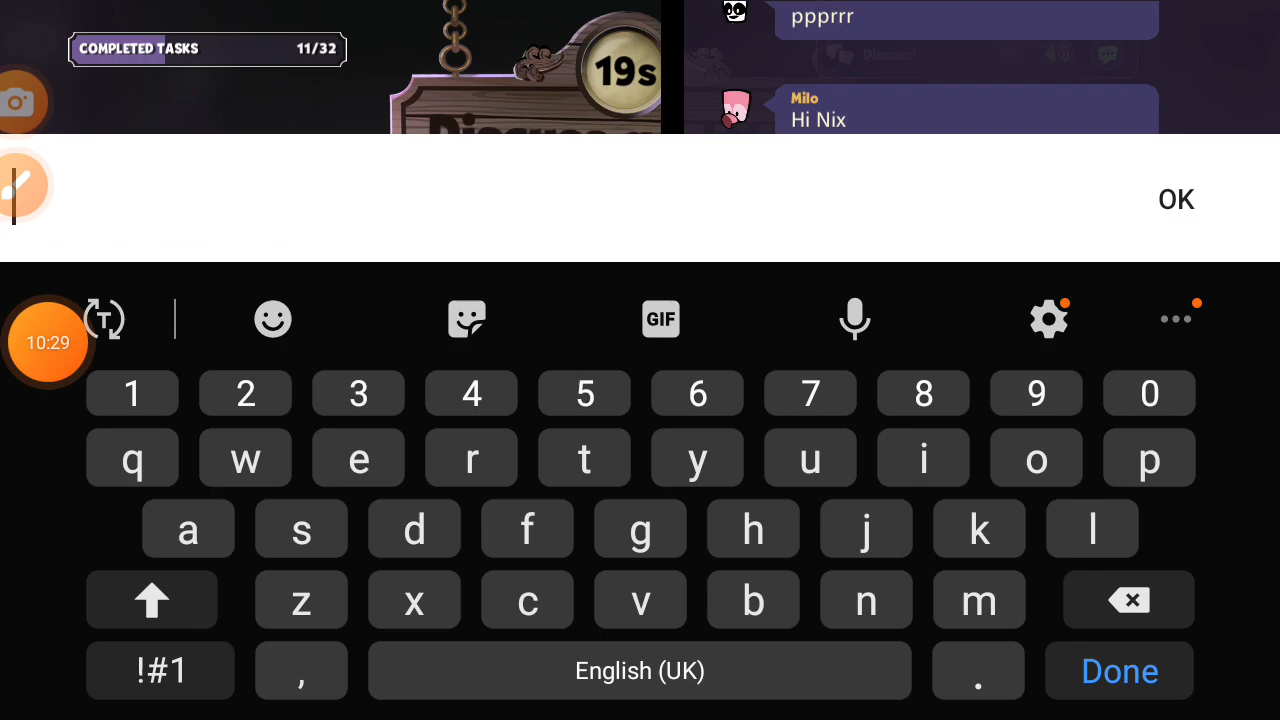 COMPLETED TASKS 11/32
19s
ppprrr
Discuss!
Milo
Hi Nix
OK
10:29
T
GIF
1 2 3 4 5 6 7 8 9 0
q w e r t y u i o p
a s d f g h j k l
z x c v b n m
!#1 , English (UK) . Done